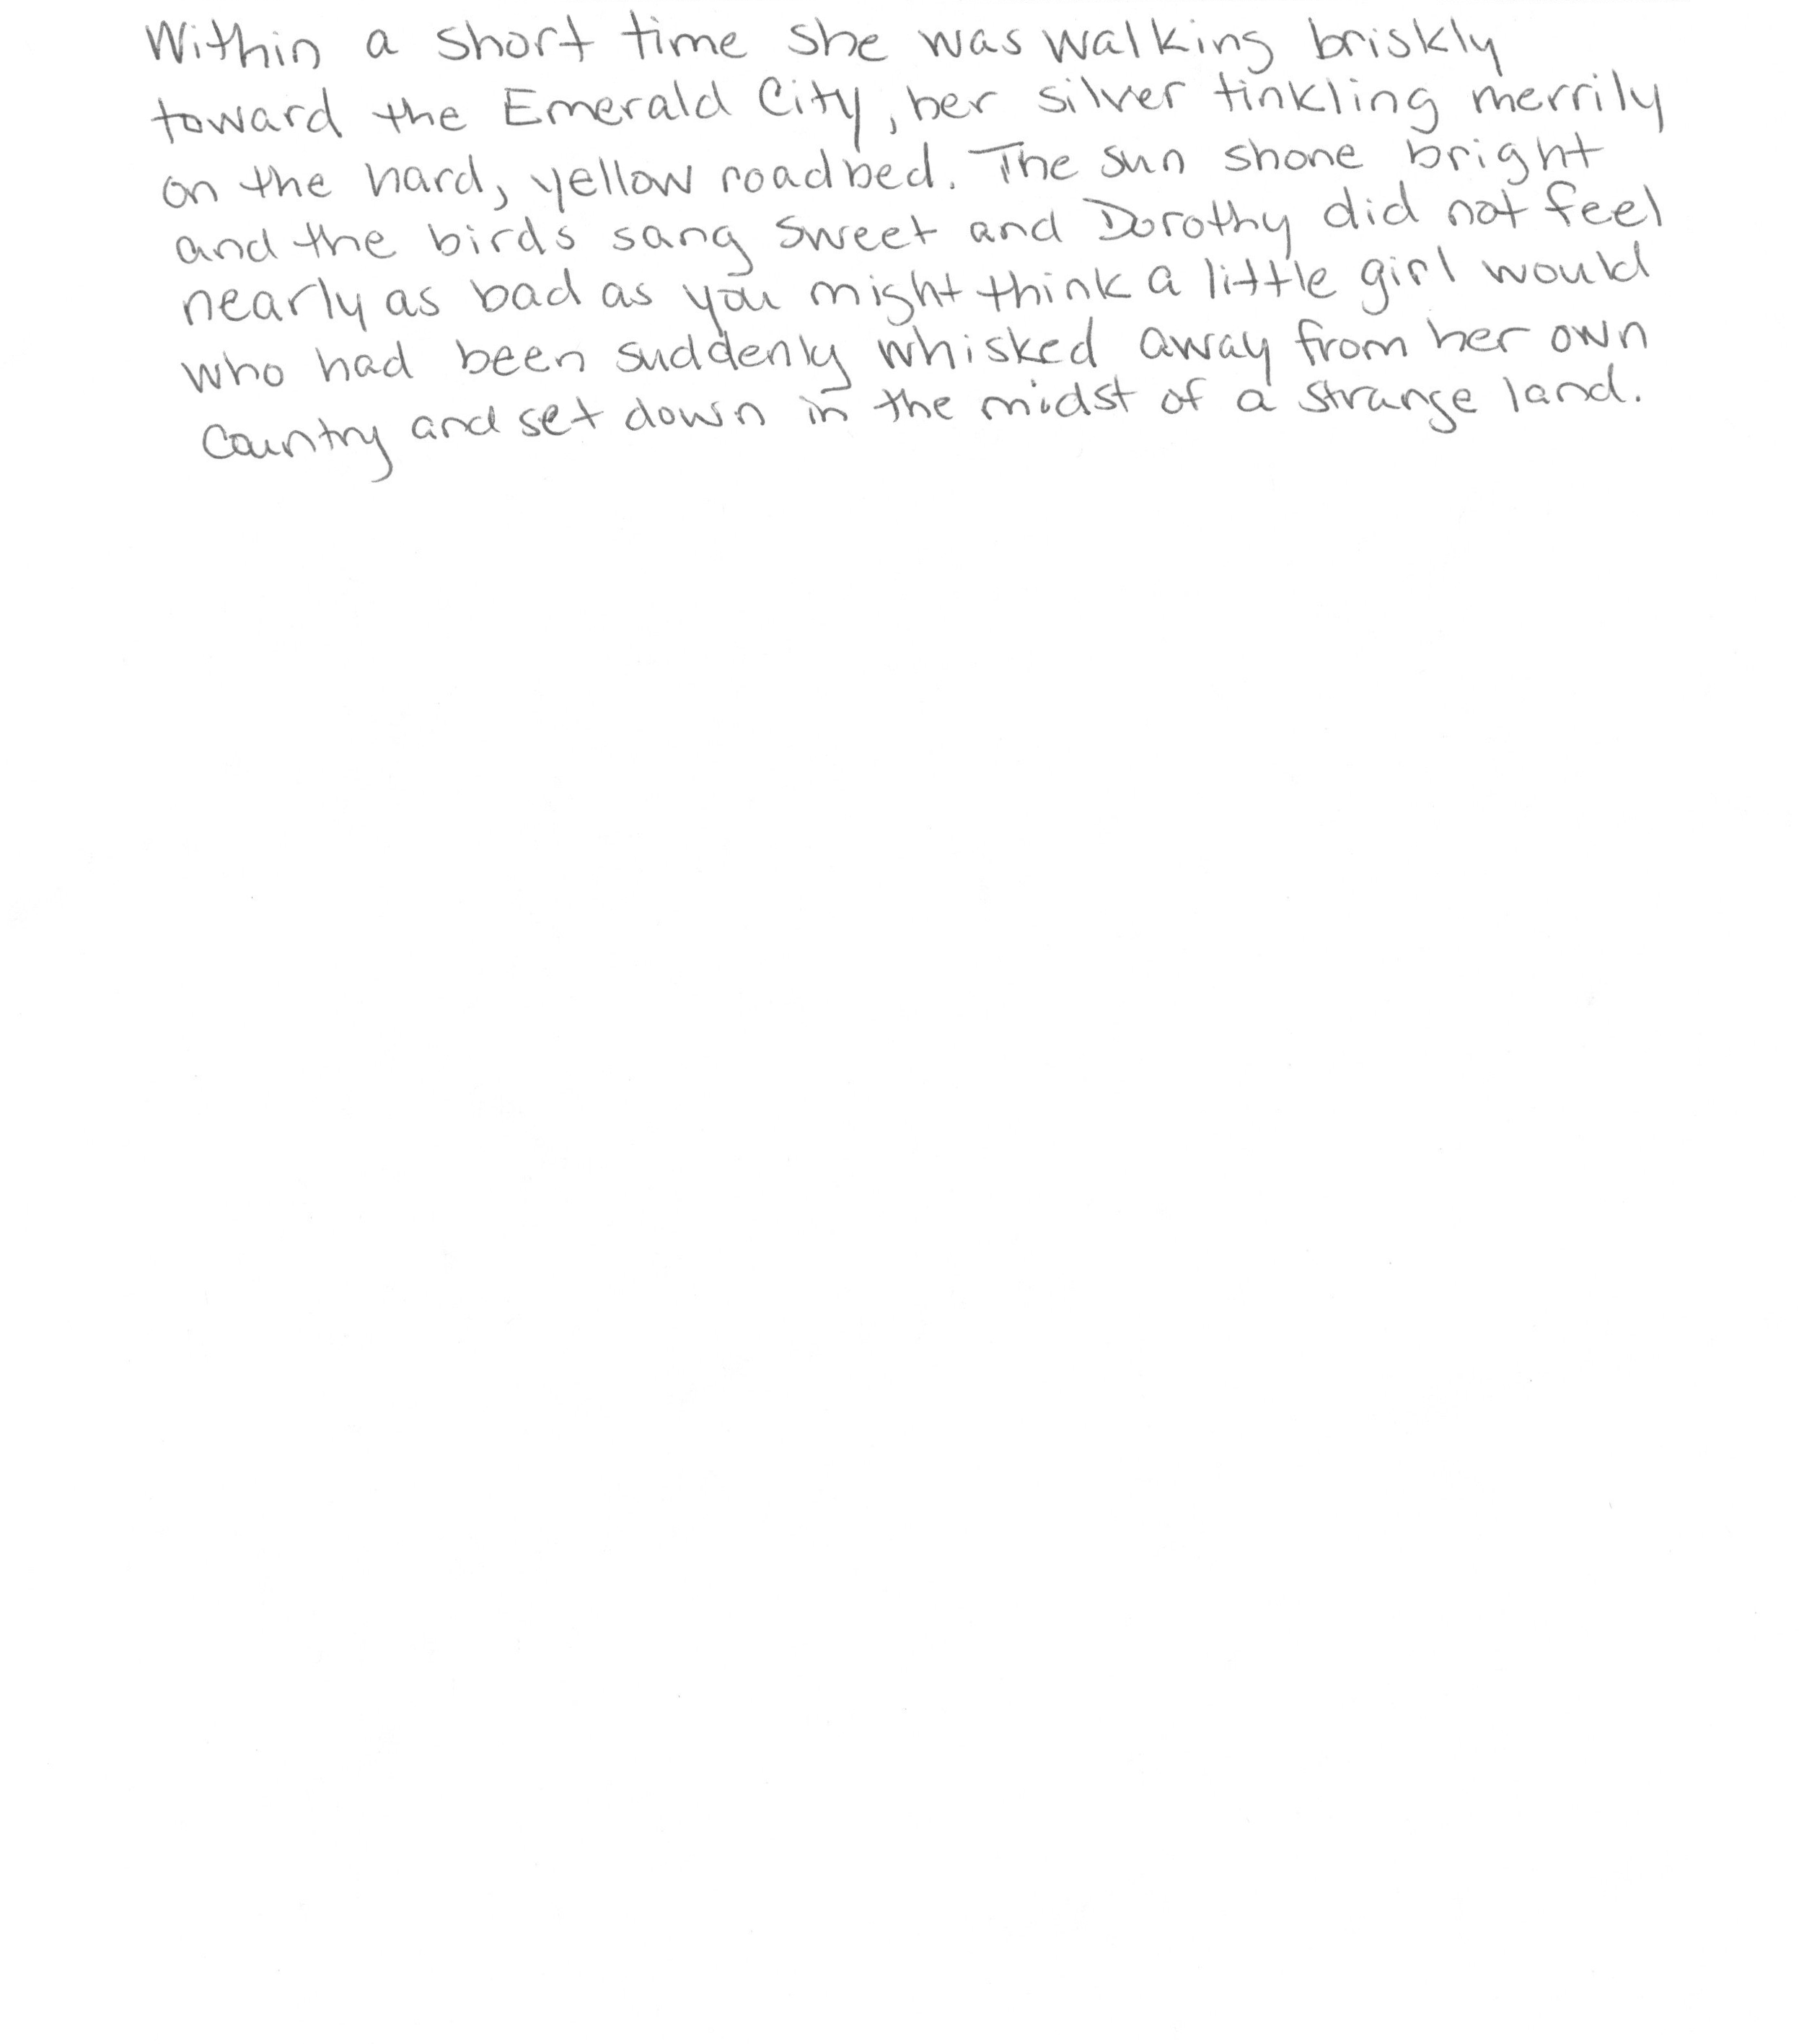 Within a short time she was walking briskly
toward the Emerald City, her silver tinkling merrily
on the hard, yellow roadbed. The sun shone bright
and the birds sang sweet and Dorothy did not feel
nearly as bad as you might think a little girl would
who had been suddenly whisked away from her own
country and set down in the midst of a strange land.